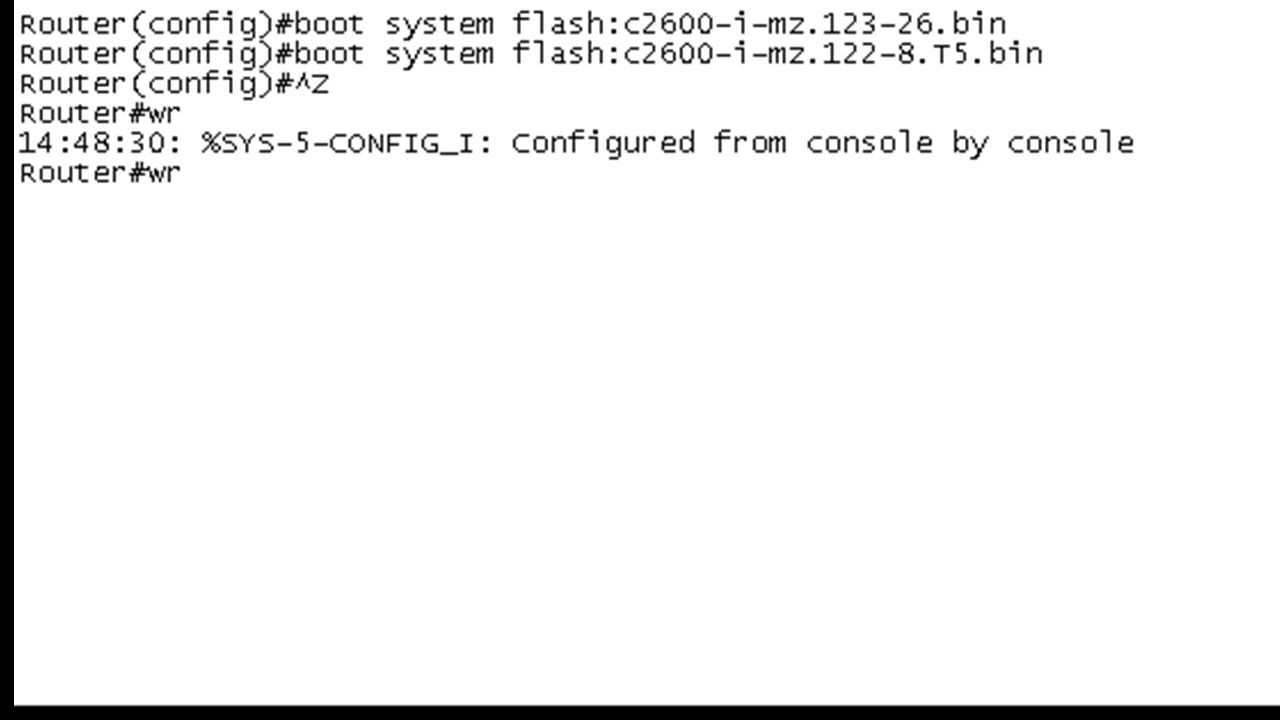 Router(config)#boot system flash:c2600-i-mz.123-26.bin
Router(config)#boot system flash:c2600-i-mz.122-8.T5.bin
Router(config)#^Z
Router#wr
14:48:30: %SYS-5-CONFIG_I: Configured from console by console
Router#wr